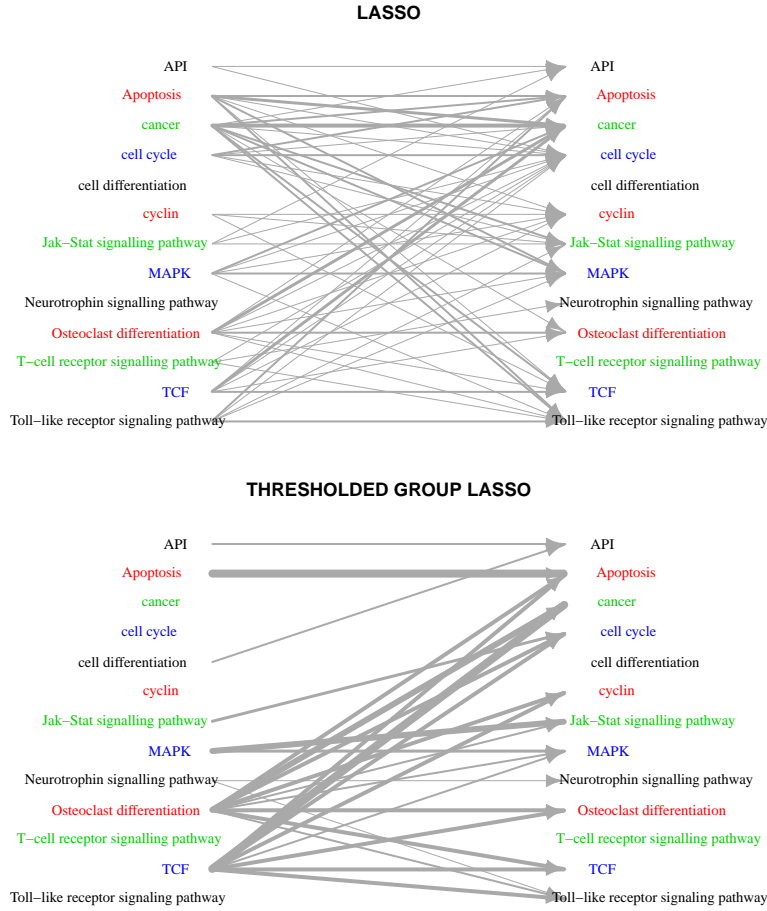 LASSO
API API
Apoptosis Apoptosis
cancer cancer
cell cycle cell cycle
cell differentiation cell differentiation
cyclin cyclin
Jak−Stat signalling pathway Jak−Stat signalling pathway
MAPK MAPK
Neurotrophin signalling pathway Neurotrophin signalling pathway
Osteoclast differentiation Osteoclast differentiation
T−cell receptor signalling pathway T−cell receptor signalling pathway
TCF TCF
Toll−like receptor signaling pathway Toll−like receptor signaling pathway
THRESHOLDED GROUP LASSO
API API
Apoptosis Apoptosis
cancer cancer
cell cycle cell cycle
cell differentiation cell differentiation
cyclin cyclin
Jak−Stat signalling pathway Jak−Stat signalling pathway
MAPK MAPK
Neurotrophin signalling pathway Neurotrophin signalling pathway
Osteoclast differentiation Osteoclast differentiation
T−cell receptor signalling pathway T−cell receptor signalling pathway
TCF TCF
Toll−like receptor signaling pathway Toll−like receptor signaling pathway